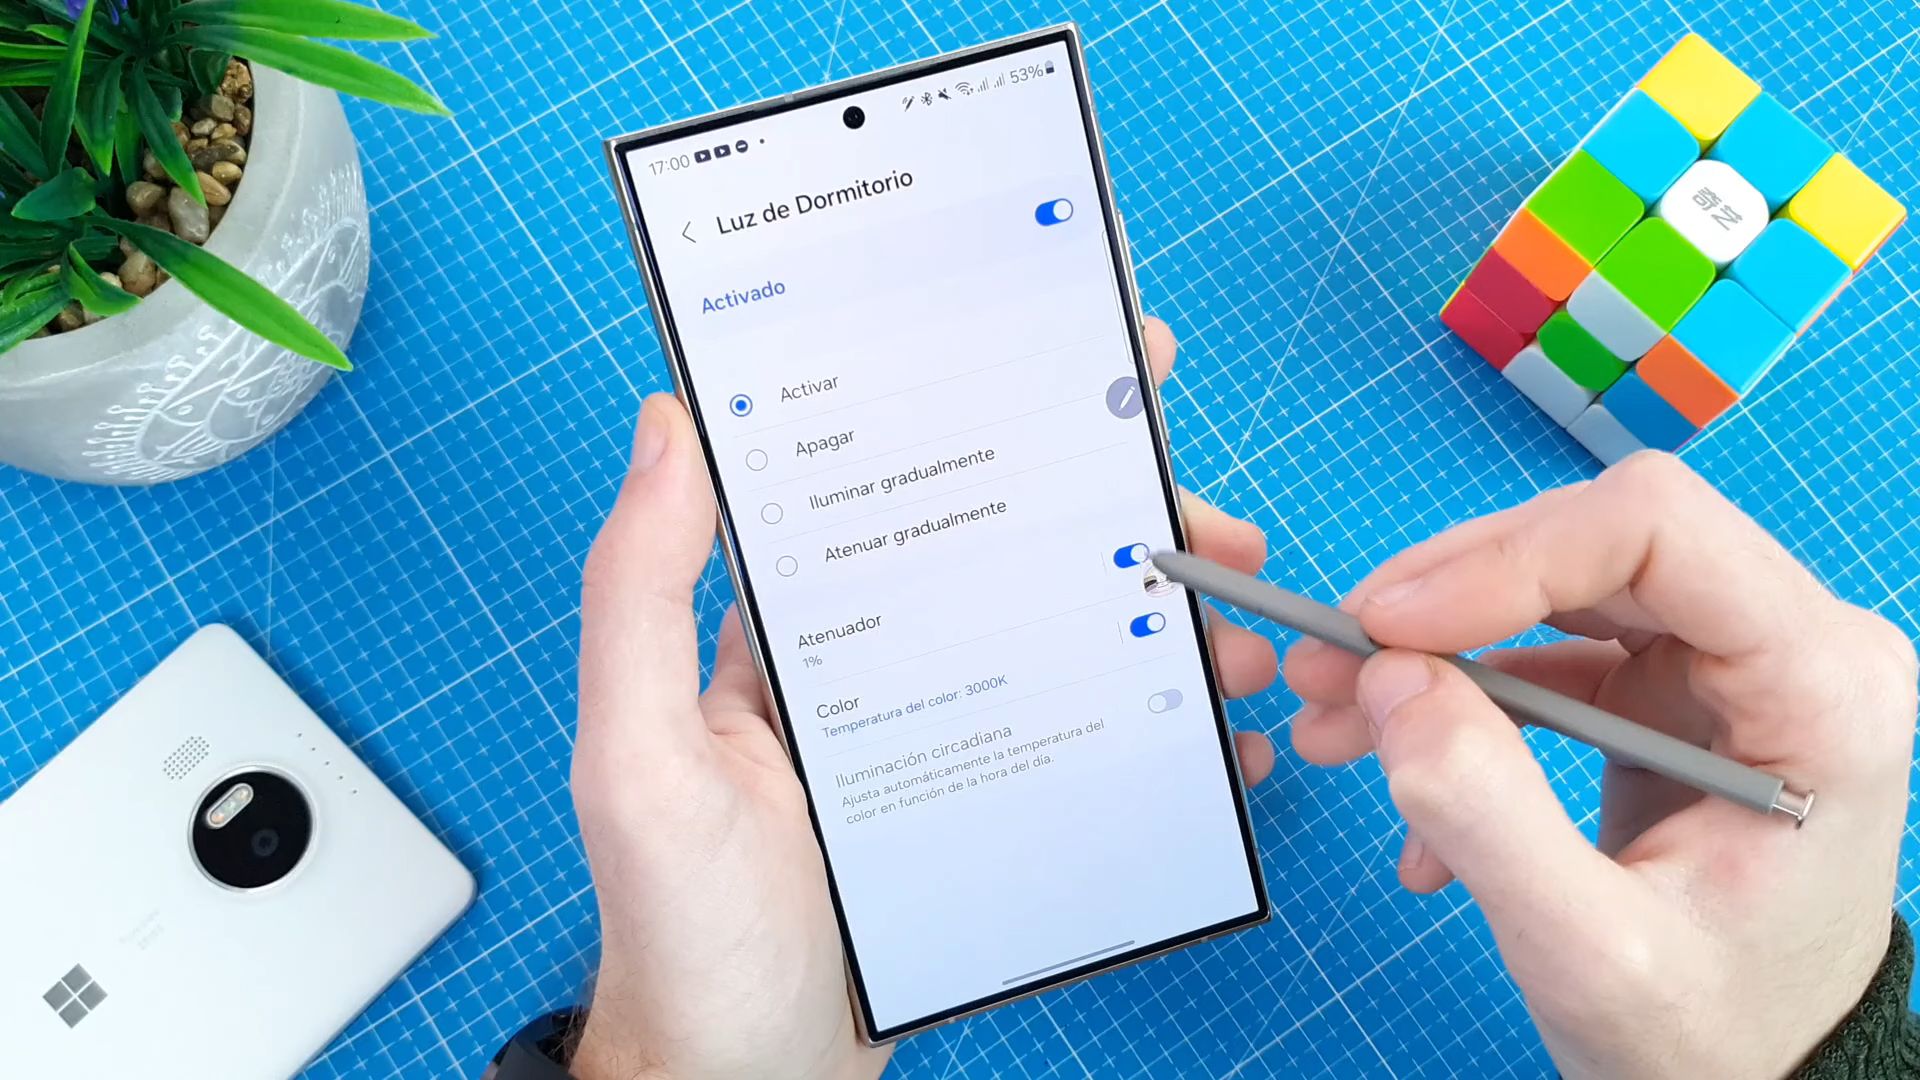 17:00
53%
Luz de Dormitorio
Activado
Activar
Apagar
Iluminar gradualmente
Atenuar gradualmente
Atenuador
1%
Color
Temperatura del color: 3000K
Iluminación circadiana
Ajusta automáticamente la temperatura del
color en función de la hora del día.